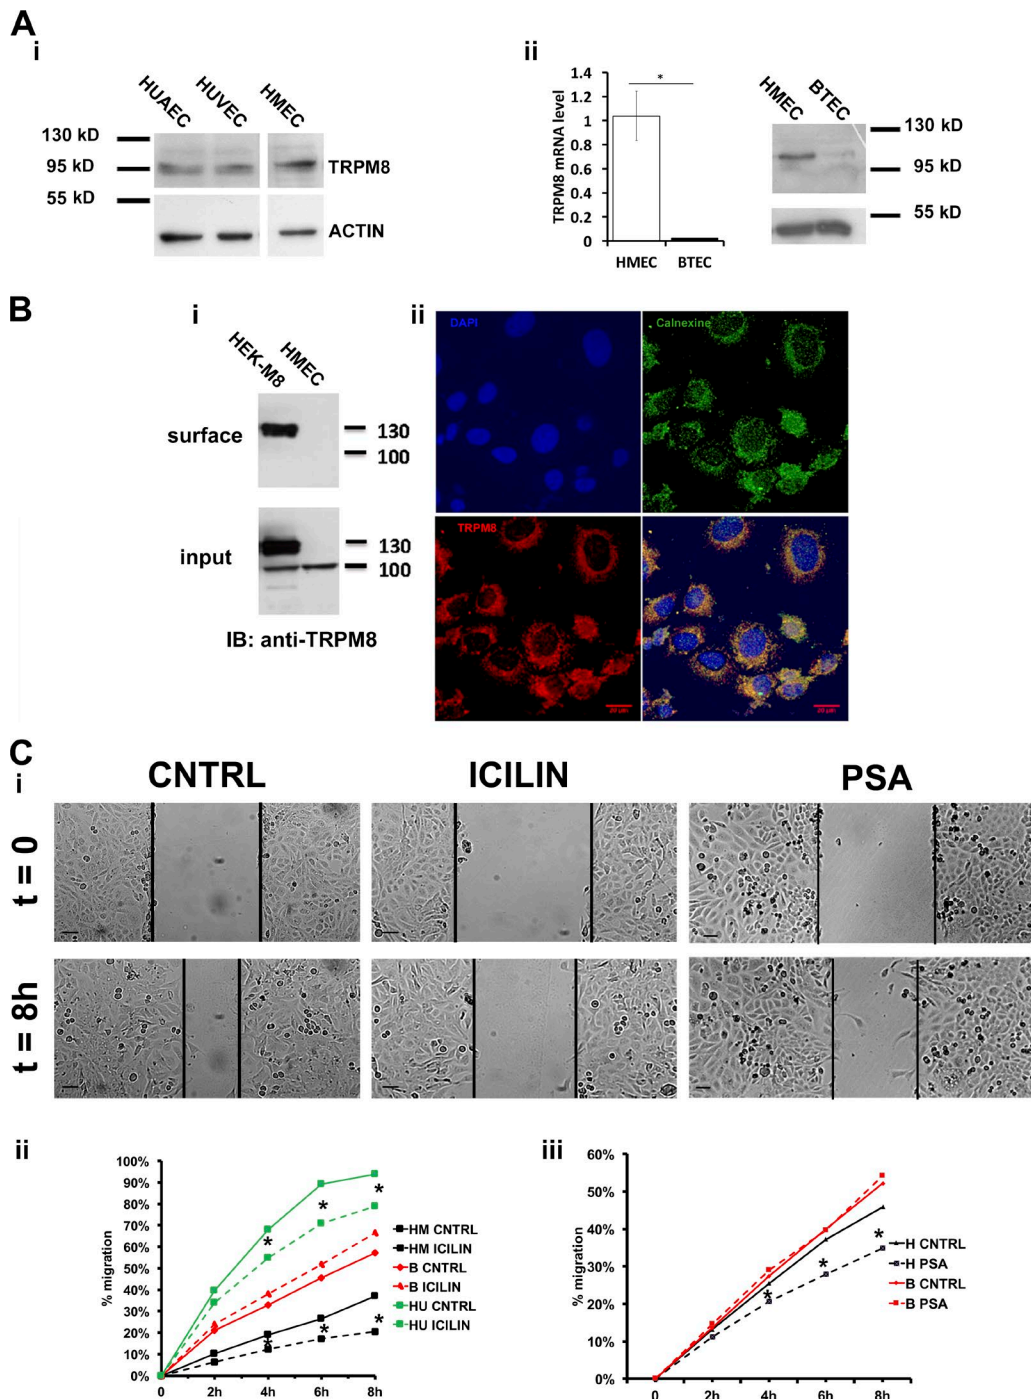 A
i
HUAEC
HUVEC
HMEC
130 kD
95 kD
55 kD
TRPM8
ACTIN
ii
TRPM8 mRNA level
1.4
1.2
1
0.8
0.6
0.4
0.2
0
*
HMEC
BTEC
HMEC
BTEC
130 kD
95 kD
55 kD
B
i
HEK-M8
HMEC
surface
130
100
input
130
100
IB: anti-TRPM8
ii
DAPI
Calnexine
TRPM8
20 µm
20 µm
C
i
CNTRL
ICILIN
PSA
t = 0
t = 8h
ii
% migration
100%
90%
80%
70%
60%
50%
40%
30%
20%
10%
0%
0
2h
4h
6h
8h
*
*
*
*
*
*
HM CNTRL
HM ICILIN
B CNTRL
B ICILIN
HU CNTRL
HU ICILIN
iii
% migration
60%
50%
40%
30%
20%
10%
0%
0
2h
4h
6h
8h
*
*
*
H CNTRL
H PSA
B CNTRL
B PSA